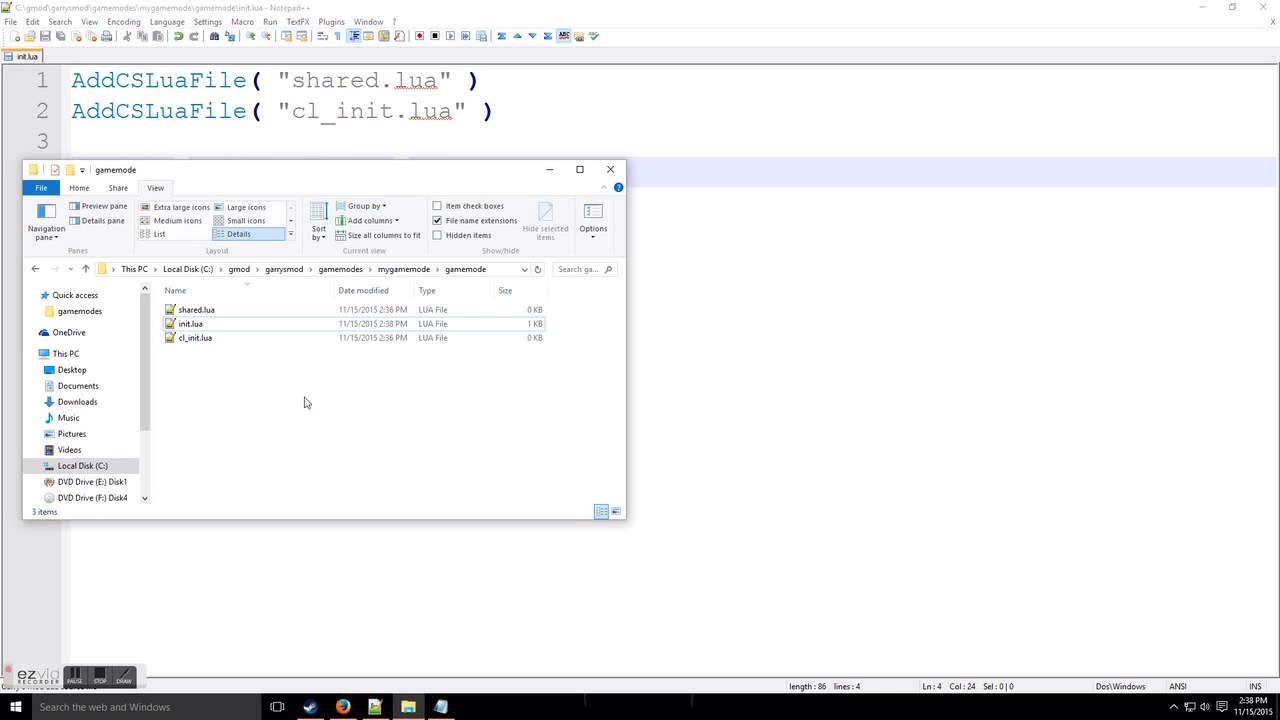 C:\gmod\garrysmod\gamemodes\mygamemode\gamemode\init.lua - Notepad++
File Edit Search View Encoding Language Settings Macro Run TextFX Plugins Window ?
init.lua
1 AddCSLuaFile( "shared.lua" )
2 AddCSLuaFile( "cl_init.lua" )
3
gamemode
File Home Share View
Navigation pane
Preview pane
Details pane
Panes
Extra large icons Large icons
Medium icons Small icons
List Details
Layout
Sort by
Group by
Add columns
Size all columns to fit
Current view
Item check boxes
File name extensions
Hidden items
Hide selected items
Show/hide
Options
This PC Local Disk (C:) gmod garrysmod gamemodes mygamemode gamemode
Search ga...
Quick access
gamemodes
OneDrive
This PC
Desktop
Documents
Downloads
Music
Pictures
Videos
Local Disk (C:)
DVD Drive (E:) Disk1
DVD Drive (F:) Disk4
Name Date modified Type Size
shared.lua 11/15/2015 2:36 PM LUA File 0 KB
init.lua 11/15/2015 2:38 PM LUA File 1 KB
cl_init.lua 11/15/2015 2:36 PM LUA File 0 KB
3 items
ezvid
RECORDER
PAUSE STOP DRAW
length : 86 lines : 4 Ln : 4 Col : 24 Sel : 0 | 0 Dos\Windows ANSI INS
Search the web and Windows
2:38 PM
11/15/2015